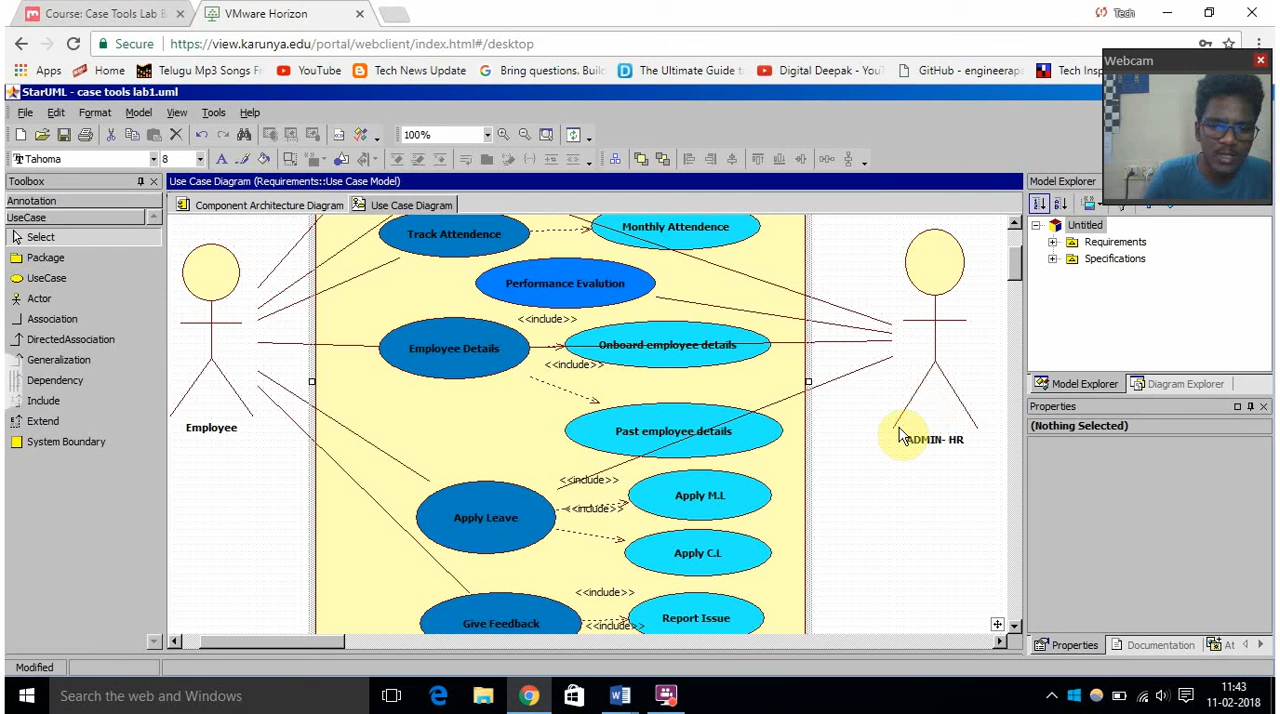 Course: Case Tools Lab B
VMware Horizon
Tech
Secure
https://view.karunya.edu/portal/webclient/index.html#/desktop
Apps
Home
Telugu Mp3 Songs F
YouTube
Tech News Update
Bring questions. Build
The Ultimate Guide t
Digital Deepak - Yo
GitHub - engineerap
Tech Insp
Webcam
StarUML - case tools lab1.uml
File Edit Format Model View Tools Help
100%
Tahoma
8
Toolbox
Annotation
UseCase
Select
Package
UseCase
Actor
Association
DirectedAssociation
Generalization
Dependency
Include
Extend
System Boundary
Use Case Diagram (Requirements::Use Case Model)
Component Architecture Diagram
Use Case Diagram
Track Attendence
Monthly Attendence
Performance Evalution
<<include>>
Employee Details
Onboard employee details
<<include>>
Past employee details
Employee
ADMIN- HR
<<include>>
Apply M.L
<<include>>
Apply Leave
Apply C.L
<<include>>
Give Feedback
Report Issue
<<include>>
Model Explorer
Untitled
Requirements
Specifications
Model Explorer
Diagram Explorer
Properties
(Nothing Selected)
Properties
Documentation
At
Modified
Search the web and Windows
11:43
11-02-2018